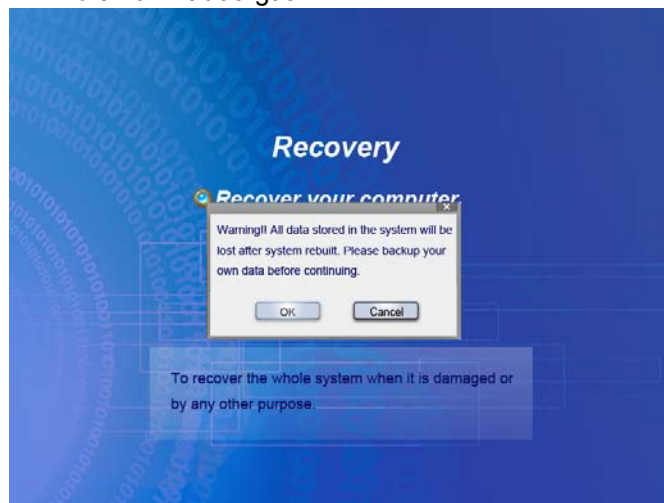 Recovery
Recover your computer
Warning!! All data stored in the system will be
lost after system rebuilt. Please backup your
own data before continuing.
OK
Cancel
To recover the whole system when it is damaged or
by any other purpose.